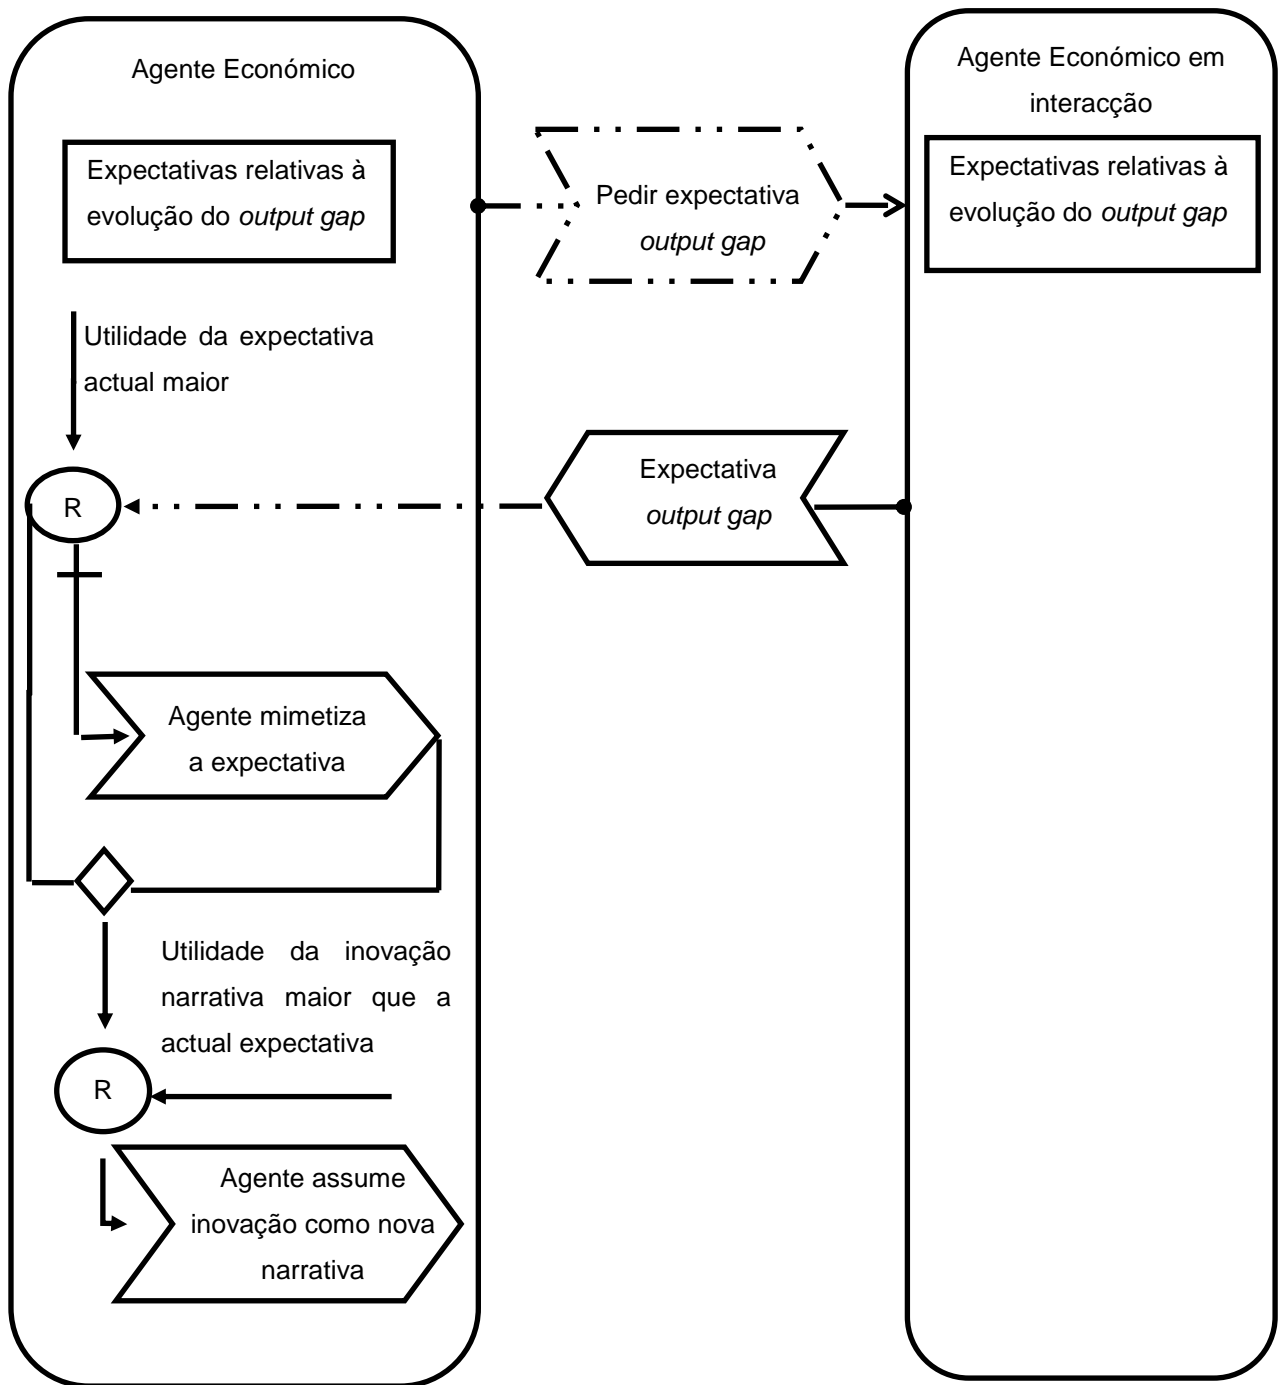 Agente Económico
Expectativas relativas à
evolução do output gap
Pedir expectativa
output gap
Agente Económico em
interacção
Expectativas relativas à
evolução do output gap
Utilidade da expectativa
actual maior
R
Expectativa
output gap
Agente mimetiza
a expectativa
Utilidade da inovação
narrativa maior que a
actual expectativa
R
Agente assume
inovação como nova
narrativa